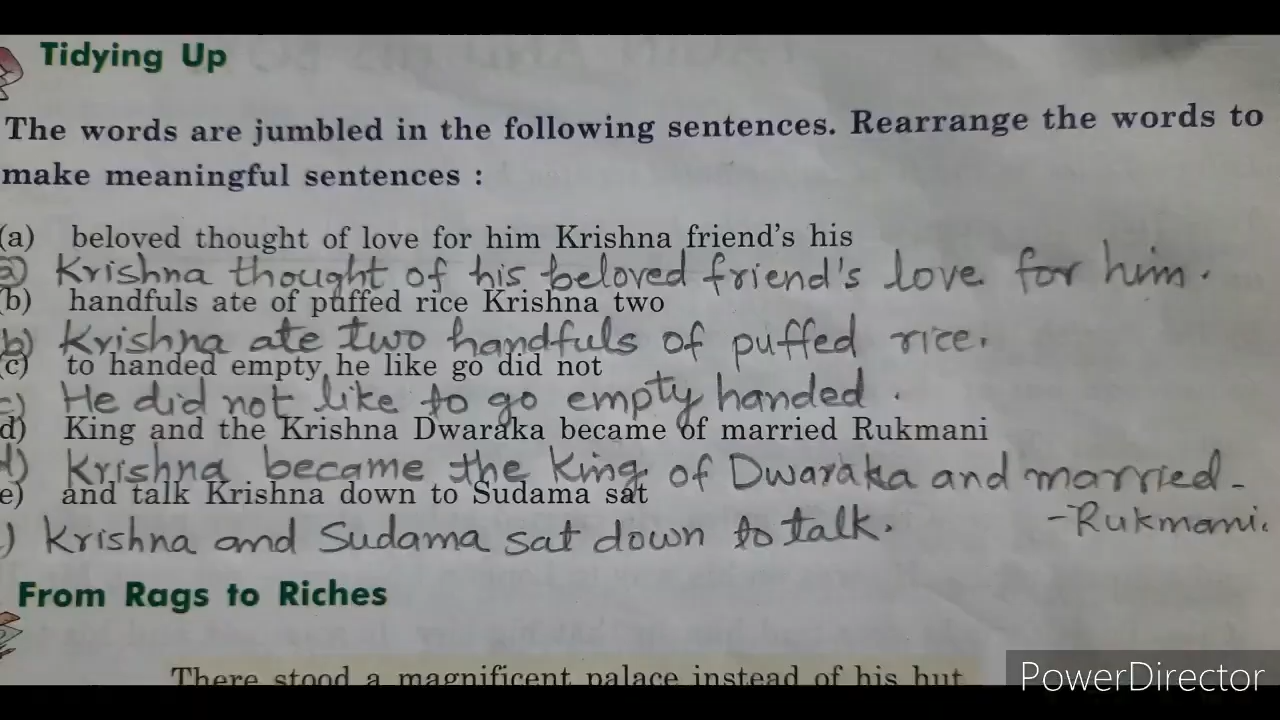 Tidying Up
The words are jumbled in the following sentences. Rearrange the words to
make meaningful sentences :
(a) beloved thought of love for him Krishna friend's his
a) Krishna thought of his beloved friend's love for him.
(b) handfuls ate of puffed rice Krishna two
b) Krishna ate two handfuls of puffed rice.
(c) to handed empty he like go did not
c) He did not like to go empty handed.
d) King and the Krishna Dwaraka became of married Rukmani
d) Krishna became the King of Dwaraka and married -
- Rukmani.
e) and talk Krishna down to Sudama sat
) Krishna and Sudama sat down to talk.
From Rags to Riches
There stood a magnificent palace instead of his hut
PowerDirector